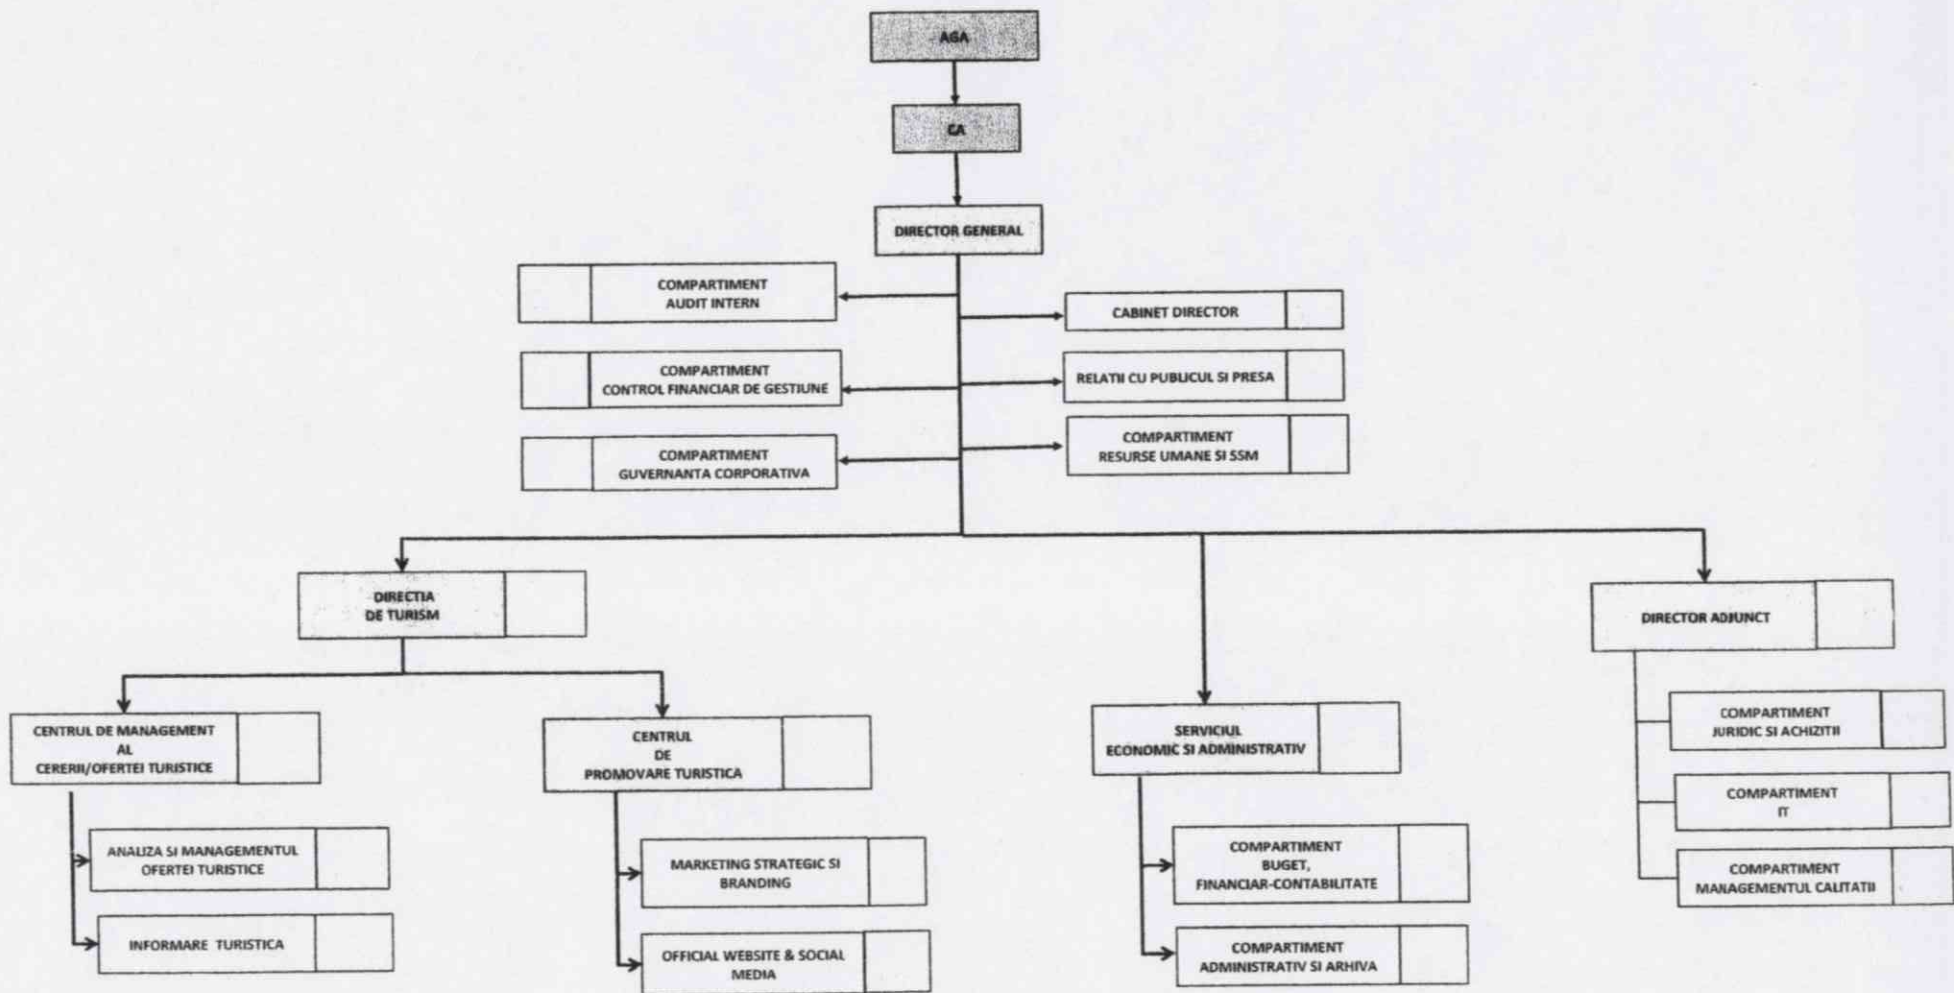 AGA
CA
DIRECTOR GENERAL
COMPARTIMENT
AUDIT INTERN
CABINET DIRECTOR
COMPARTIMENT
CONTROL FINANCIAR DE GESTIUNE
RELATII CU PUBLICUL SI PRESA
COMPARTIMENT
GUVERNANTA CORPORATIVA
COMPARTIMENT
RESURSE UMANE SI SSM
DIRECTIA
DE TURISM
DIRECTOR ADJUNCT
CENTRUL DE MANAGEMENT
AL
CERERII/OFERTEI TURISTICE
CENTRUL
DE
PROMOVARE TURISTICA
SERVICIUL
ECONOMIC SI ADMINISTRATIV
COMPARTIMENT
JURIDIC SI ACHIZITII
COMPARTIMENT
IT
COMPARTIMENT
MANAGEMENTUL CALITATII
ANALIZA SI MANAGEMENTUL
OFERTEI TURISTICE
INFORMARE TURISTICA
MARKETING STRATEGIC SI
BRANDING
OFFICIAL WEBSITE & SOCIAL
MEDIA
COMPARTIMENT
BUGET,
FINANCIAR-CONTABILITATE
COMPARTIMENT
ADMINISTRATIV SI ARHIVA